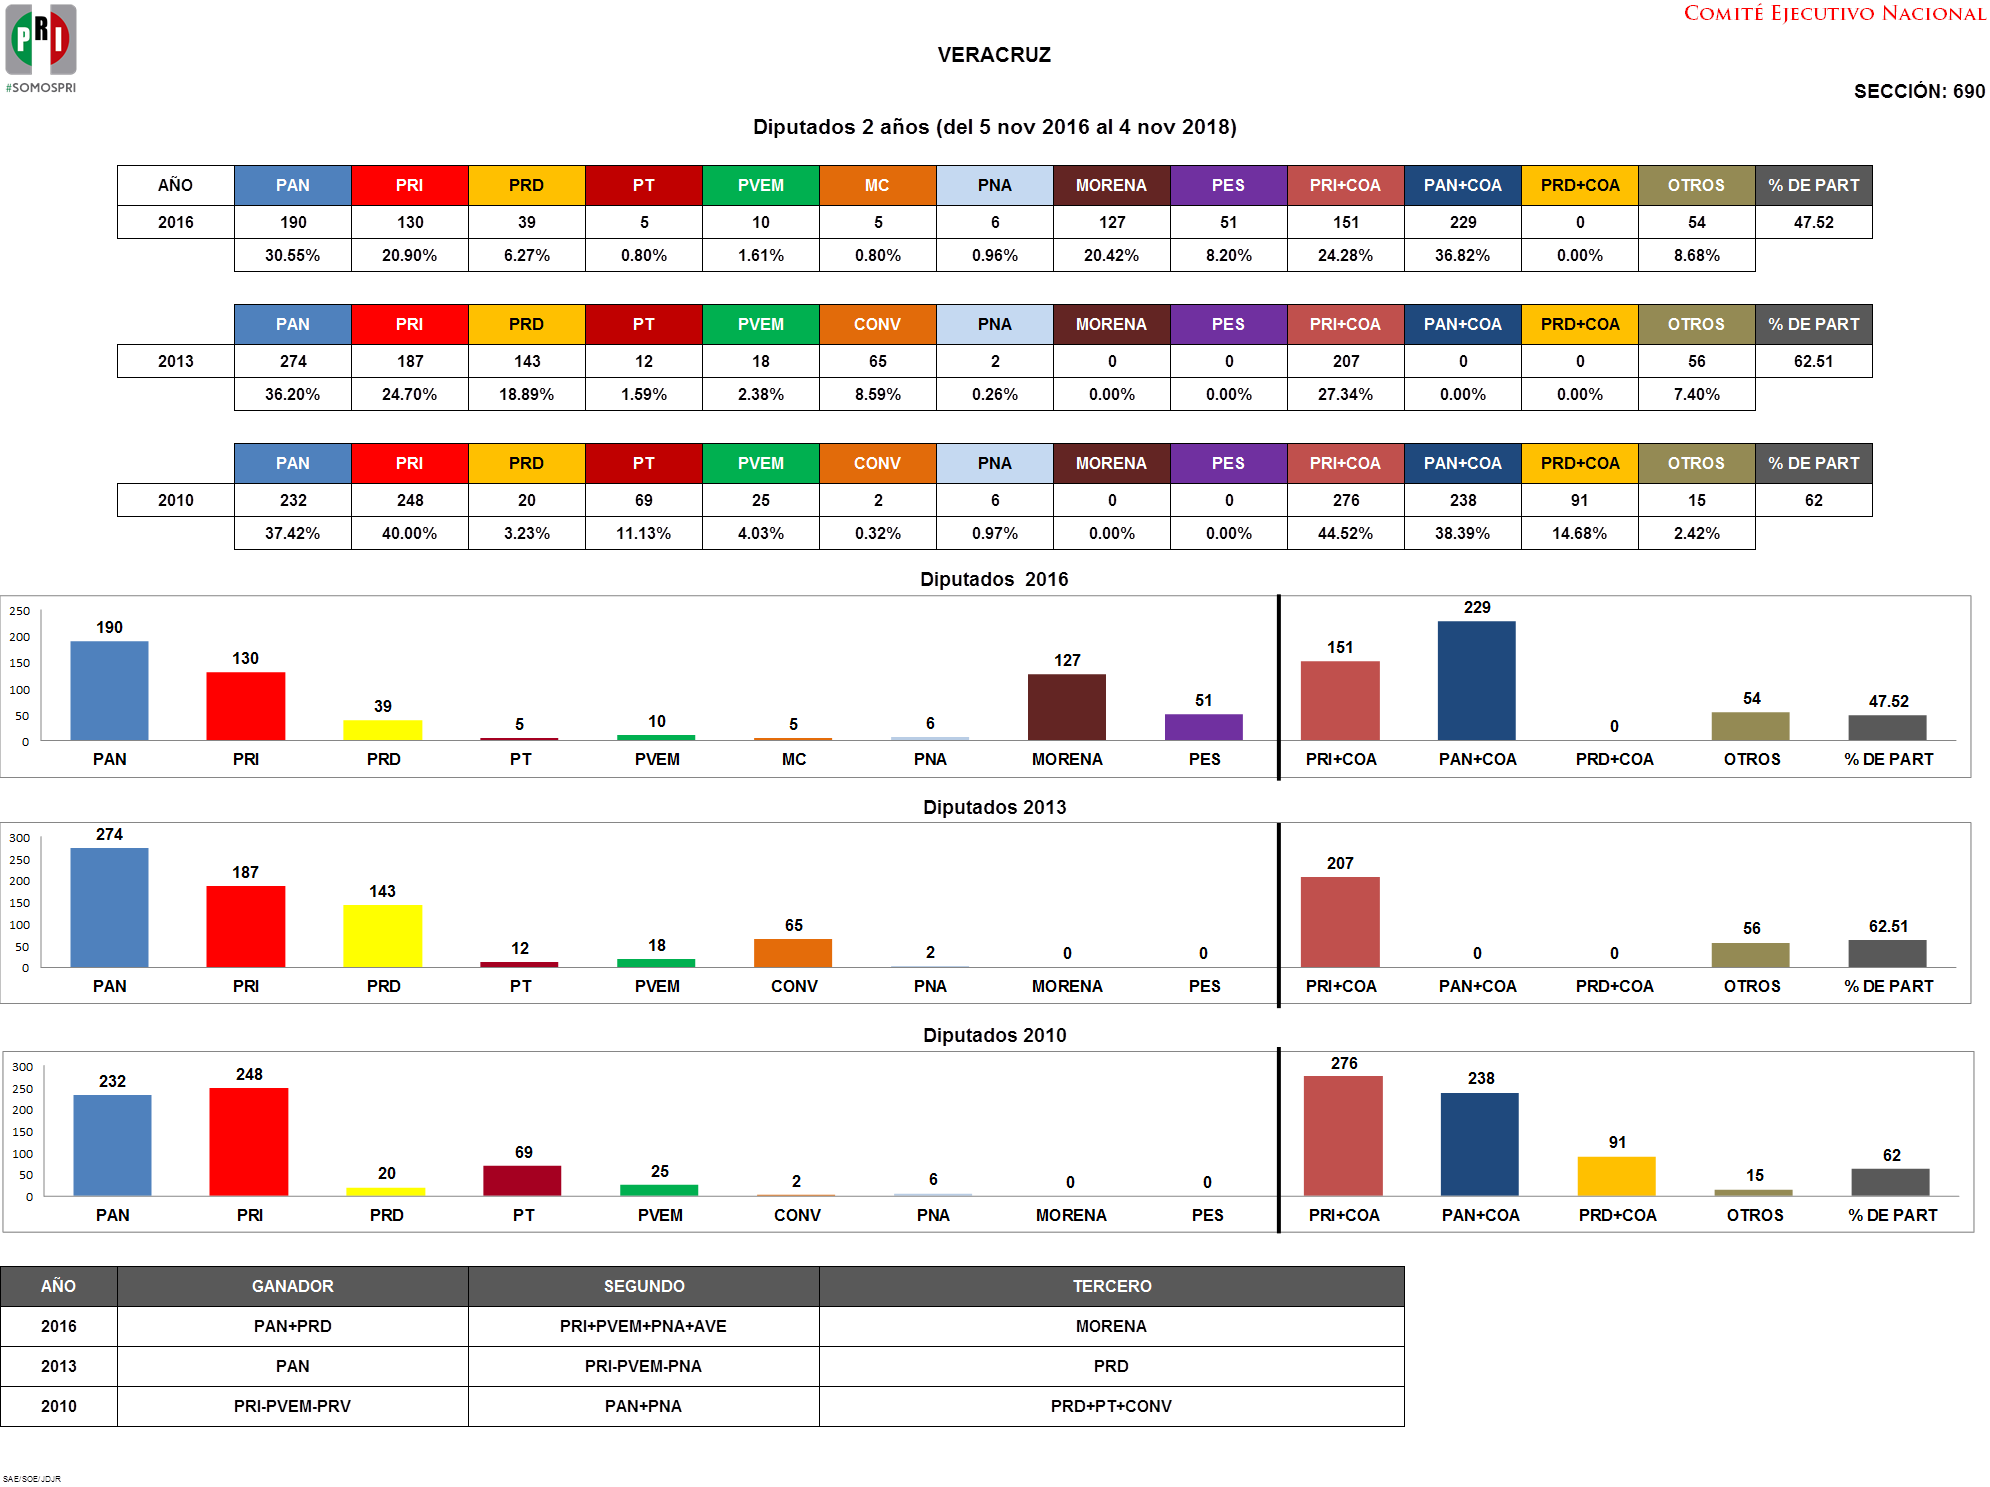 PRI
#SOMOSPRI
COMITÉ EJECUTIVO NACIONAL
VERACRUZ
SECCIÓN: 690
Diputados 2 años (del 5 nov 2016 al 4 nov 2018)
AÑO PAN PRI PRD PT PVEM MC PNA MORENA PES PRI+COA PAN+COA PRD+COA OTROS % DE PART
2016 190 130 39 5 10 5 6 127 51 151 229 0 54 47.52
30.55% 20.90% 6.27% 0.80% 1.61% 0.80% 0.96% 20.42% 8.20% 24.28% 36.82% 0.00% 8.68%
PAN PRI PRD PT PVEM CONV PNA MORENA PES PRI+COA PAN+COA PRD+COA OTROS % DE PART
2013 274 187 143 12 18 65 2 0 0 207 0 0 56 62.51
36.20% 24.70% 18.89% 1.59% 2.38% 8.59% 0.26% 0.00% 0.00% 27.34% 0.00% 0.00% 7.40%
PAN PRI PRD PT PVEM CONV PNA MORENA PES PRI+COA PAN+COA PRD+COA OTROS % DE PART
2010 232 248 20 69 25 2 6 0 0 276 238 91 15 62
37.42% 40.00% 3.23% 11.13% 4.03% 0.32% 0.97% 0.00% 0.00% 44.52% 38.39% 14.68% 2.42%
Diputados 2016
250
200
150
100
50
0
190 130 39 5 10 5 6 127 51 151 229 0 54 47.52
PAN PRI PRD PT PVEM MC PNA MORENA PES PRI+COA PAN+COA PRD+COA OTROS % DE PART
Diputados 2013
300
250
200
150
100
50
0
274 187 143 12 18 65 2 0 0 207 0 0 56 62.51
PAN PRI PRD PT PVEM CONV PNA MORENA PES PRI+COA PAN+COA PRD+COA OTROS % DE PART
Diputados 2010
300
250
200
150
100
50
0
232 248 20 69 25 2 6 0 0 276 238 91 15 62
PAN PRI PRD PT PVEM CONV PNA MORENA PES PRI+COA PAN+COA PRD+COA OTROS % DE PART
AÑO GANADOR SEGUNDO TERCERO
2016 PAN+PRD PRI+PVEM+PNA+AVE MORENA
2013 PAN PRI-PVEM-PNA PRD
2010 PRI-PVEM-PRV PAN+PNA PRD+PT+CONV
SAE/SOE/JDJR